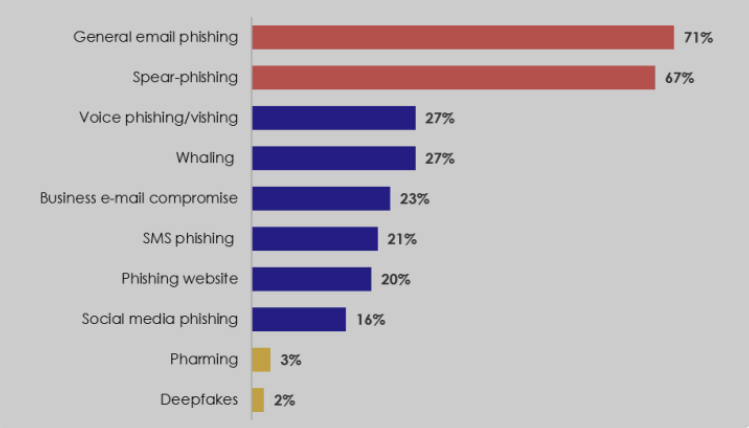 General email phishing 71%
Spear-phishing 67%
Voice phishing/vishing 27%
Whaling 27%
Business e-mail compromise 23%
SMS phishing 21%
Phishing website 20%
Social media phishing 16%
Pharming 3%
Deepfakes 2%